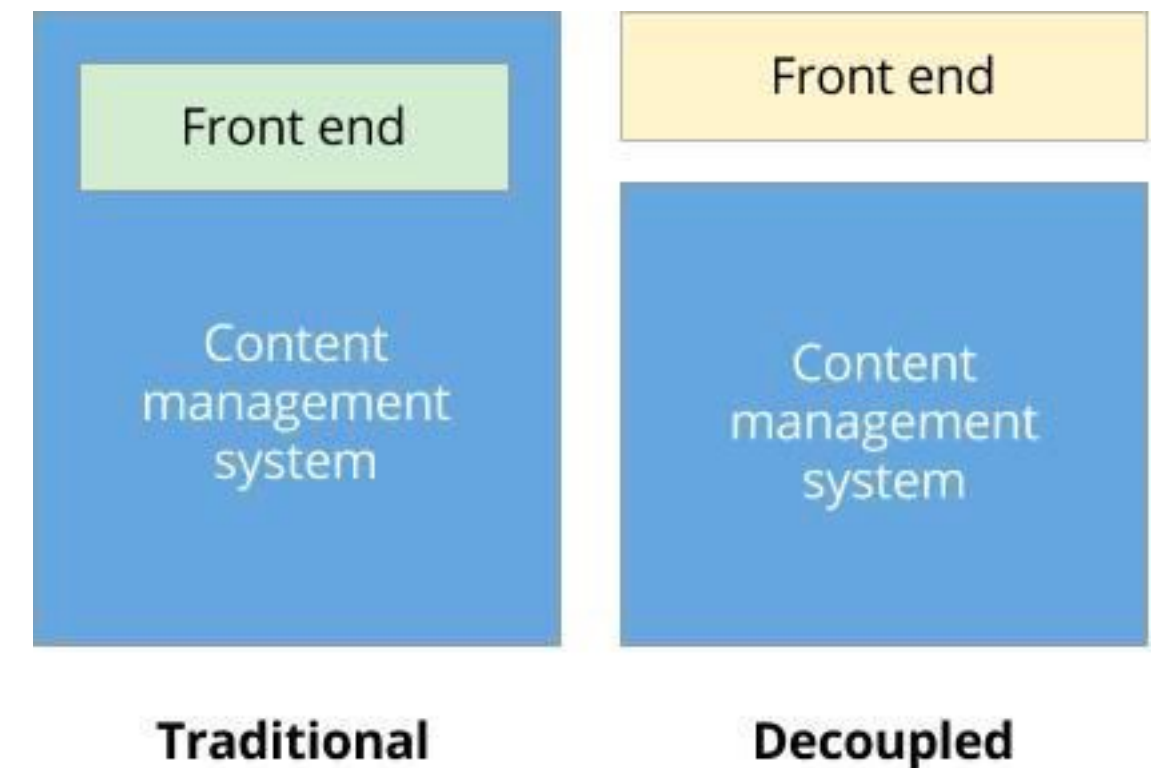 Front end
Content
management
system
Traditional
Front end
Content
management
system
Decoupled